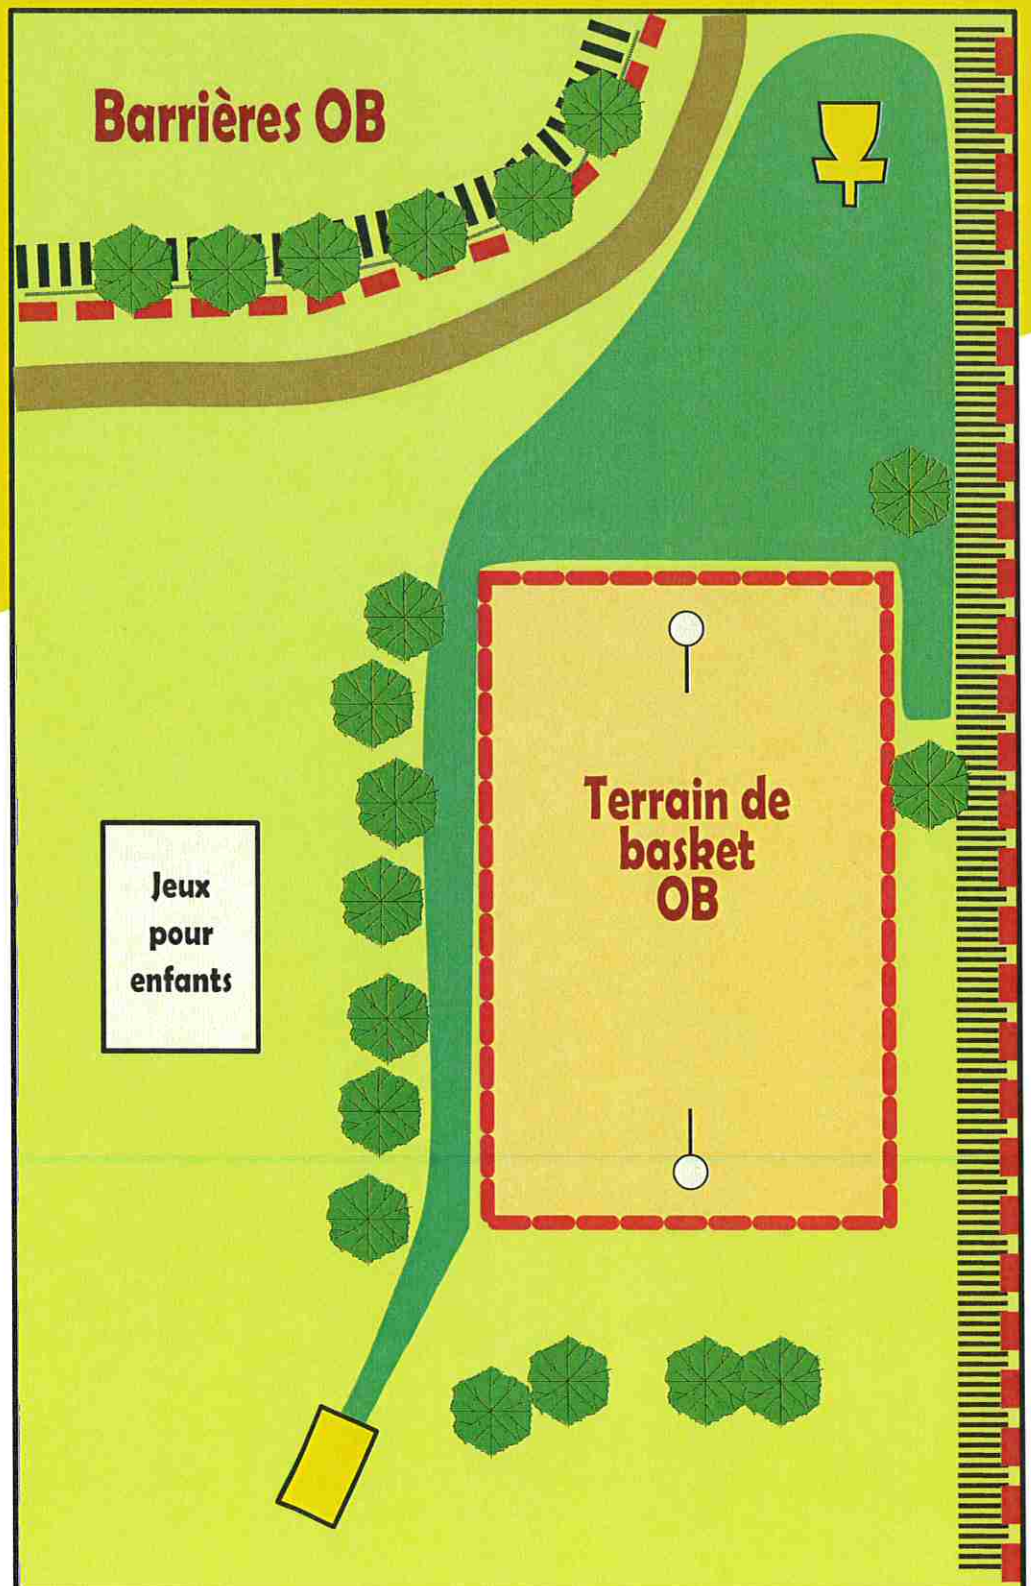 Barrières OB
Terrain de
basket
OB
Jeux
pour
enfants